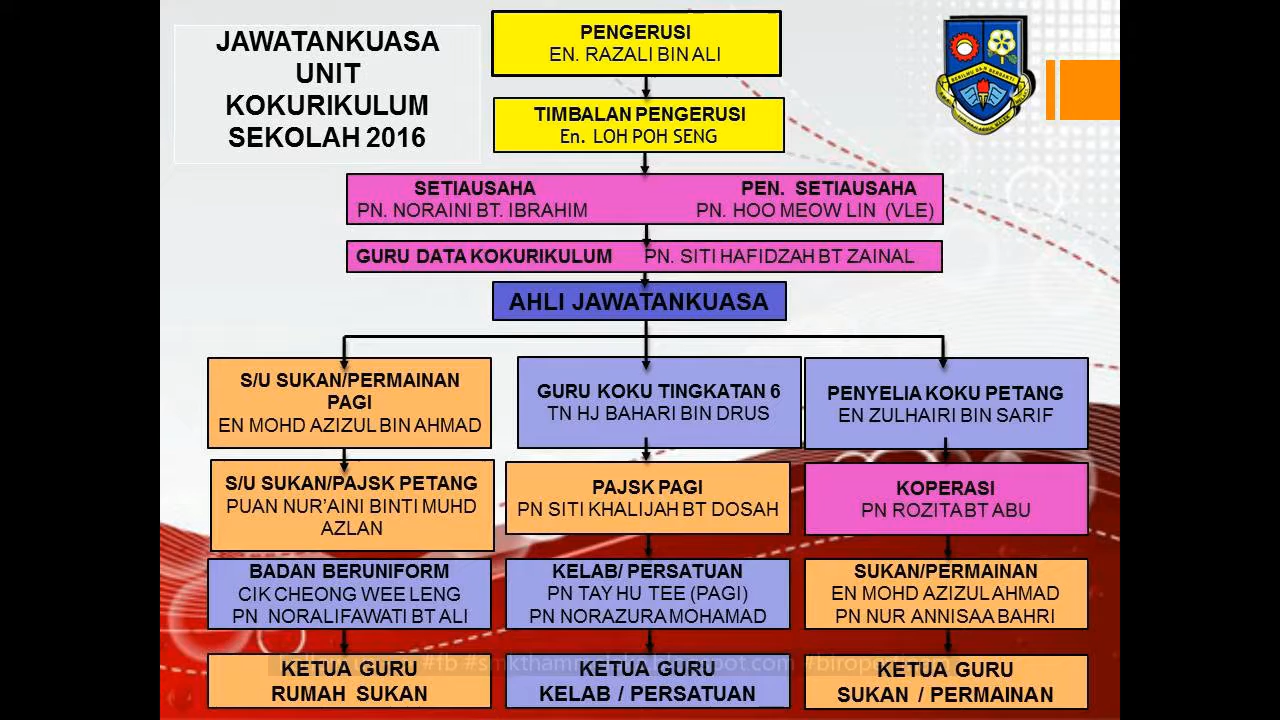 JAWATANKUASA
UNIT
KOKURIKULUM
SEKOLAH 2016
PENGERUSI
EN. RAZALI BIN ALI
TIMBALAN PENGERUSI
En. LOH POH SENG
BERILMU DAN BERBAKTI
SETIAUSAHA
PN. NORAINI BT. IBRAHIM
PEN. SETIAUSAHA
PN. HOO MEOW LIN (VLE)
GURU DATA KOKURIKULUM PN. SITI HAFIDZAH BT ZAINAL
AHLI JAWATANKUASA
S/U SUKAN/PERMAINAN
PAGI
EN MOHD AZIZUL BIN AHMAD
GURU KOKU TINGKATAN 6
TN HJ BAHARI BIN DRUS
PENYELIA KOKU PETANG
EN ZULHAIRI BIN SARIF
S/U SUKAN/PAJSK PETANG
PUAN NUR’AINI BINTI MUHD
AZLAN
PAJSK PAGI
PN SITI KHALIJAH BT DOSAH
KOPERASI
PN ROZITA BT ABU
BADAN BERUNIFORM
CIK CHEONG WEE LENG
PN NORALIFAWATI BT ALI
KELAB/ PERSATUAN
PN TAY HU TEE (PAGI)
PN NORAZURA MOHAMAD
SUKAN/PERMAINAN
EN MOHD AZIZUL AHMAD
PN NUR ANNISAA BAHRI
KETUA GURU
RUMAH SUKAN
KETUA GURU
KELAB / PERSATUAN
KETUA GURU
SUKAN / PERMAINAN
#fb